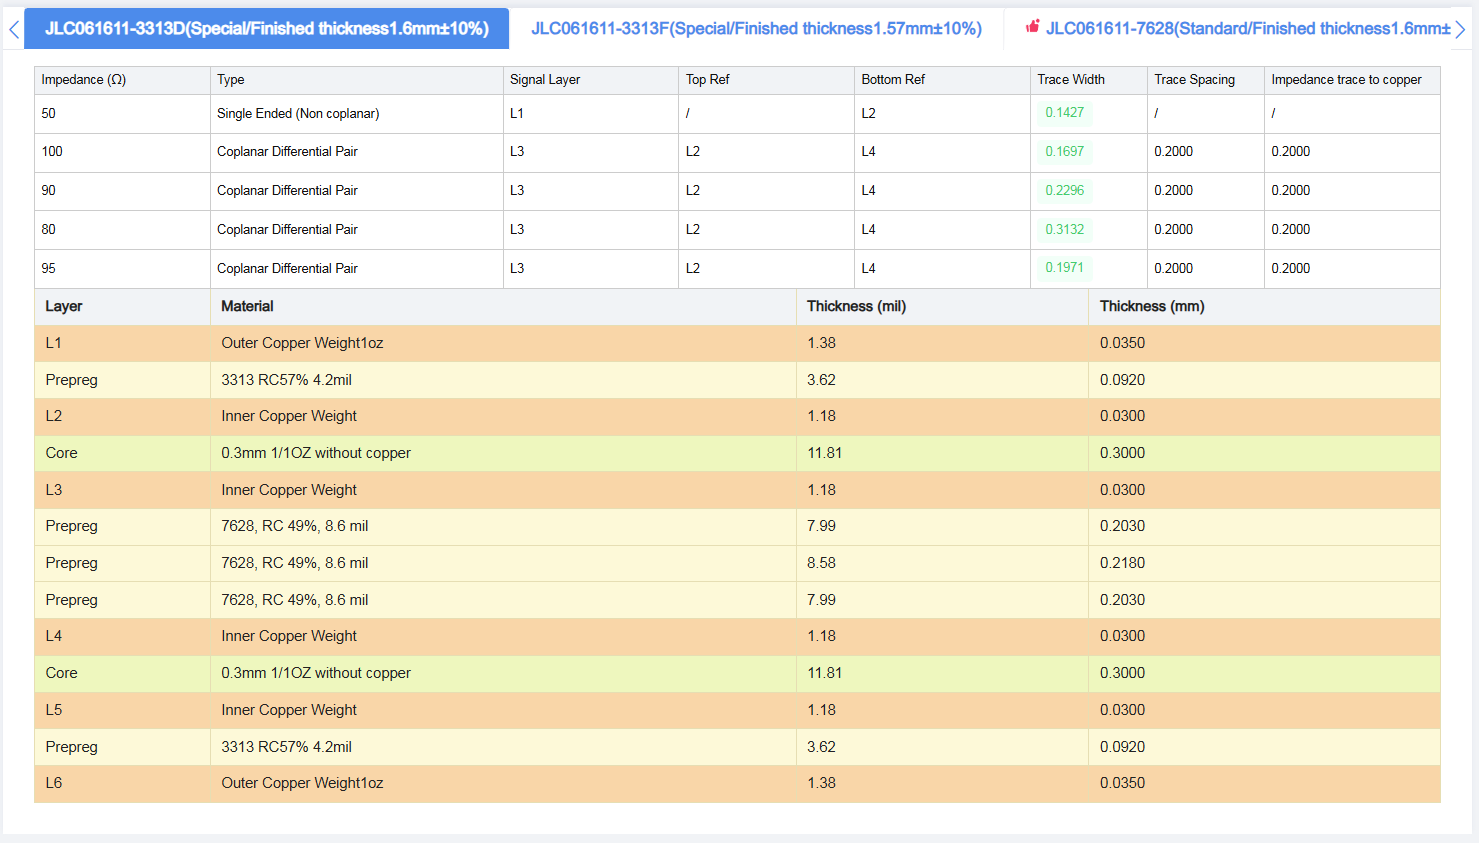 JLC061611-3313D(Special/Finished thickness1.6mm±10%) JLC061611-3313F(Special/Finished thickness1.57mm±10%) JLC061611-7628(Standard/Finished thickness1.6mm±
Impedance (Ω) Type Signal Layer Top Ref Bottom Ref Trace Width Trace Spacing Impedance trace to copper
50 Single Ended (Non coplanar) L1 / L2 0.1427 / /
100 Coplanar Differential Pair L3 L2 L4 0.1697 0.2000 0.2000
90 Coplanar Differential Pair L3 L2 L4 0.2296 0.2000 0.2000
80 Coplanar Differential Pair L3 L2 L4 0.3132 0.2000 0.2000
95 Coplanar Differential Pair L3 L2 L4 0.1971 0.2000 0.2000
Layer Material Thickness (mil) Thickness (mm)
L1 Outer Copper Weight1oz 1.38 0.0350
Prepreg 3313 RC57% 4.2mil 3.62 0.0920
L2 Inner Copper Weight 1.18 0.0300
Core 0.3mm 1/1OZ without copper 11.81 0.3000
L3 Inner Copper Weight 1.18 0.0300
Prepreg 7628, RC 49%, 8.6 mil 7.99 0.2030
Prepreg 7628, RC 49%, 8.6 mil 8.58 0.2180
Prepreg 7628, RC 49%, 8.6 mil 7.99 0.2030
L4 Inner Copper Weight 1.18 0.0300
Core 0.3mm 1/1OZ without copper 11.81 0.3000
L5 Inner Copper Weight 1.18 0.0300
Prepreg 3313 RC57% 4.2mil 3.62 0.0920
L6 Outer Copper Weight1oz 1.38 0.0350